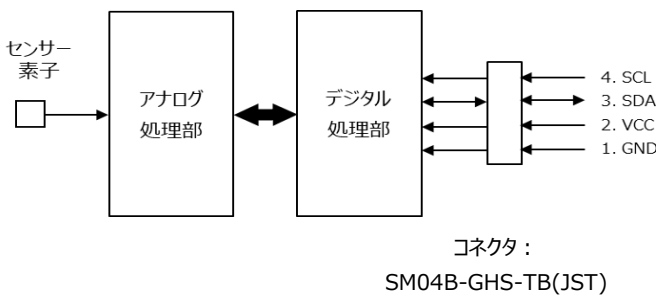 センサー
素子
アナログ
処理部
デジタル
処理部
4. SCL
3. SDA
2. VCC
1. GND
コネクタ：
SM04B-GHS-TB(JST)